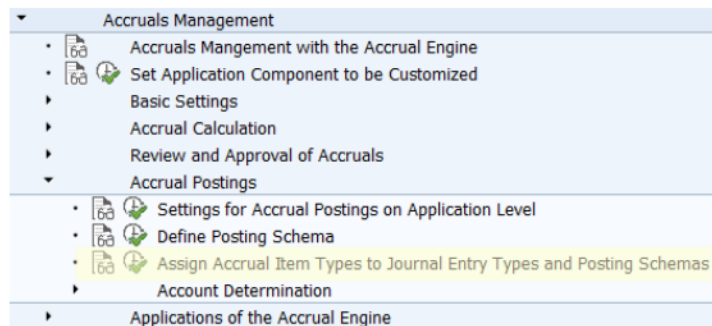 Accruals Management
Accruals Mangement with the Accrual Engine
Set Application Component to be Customized
Basic Settings
Accrual Calculation
Review and Approval of Accruals
Accrual Postings
Settings for Accrual Postings on Application Level
Define Posting Schema
Assign Accrual Item Types to Journal Entry Types and Posting Schemas
Account Determination
Applications of the Accrual Engine